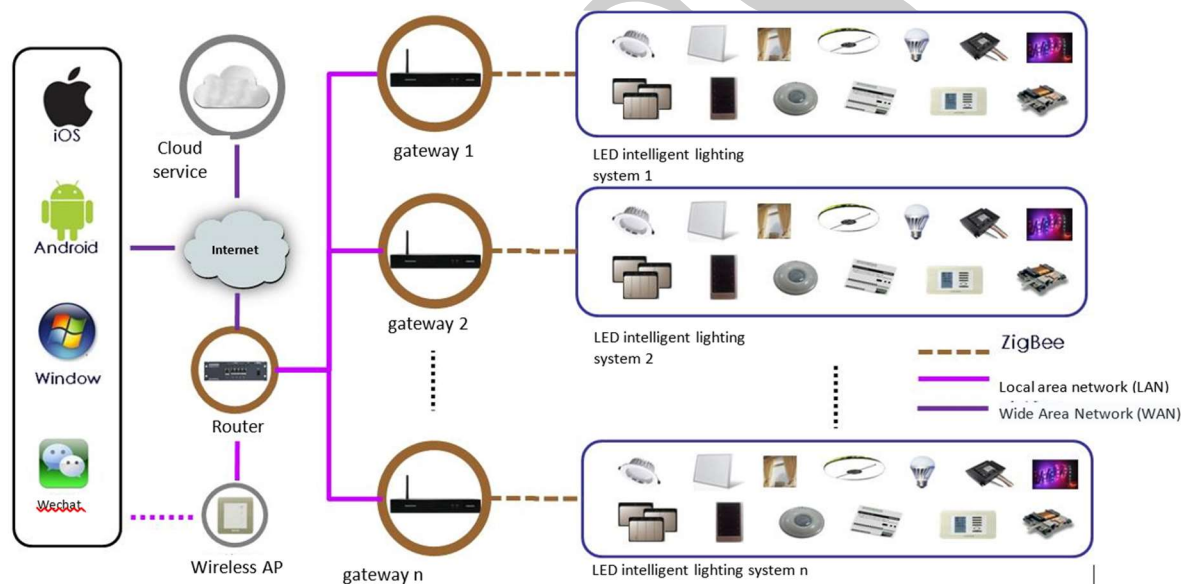 iOS
Android
Window
Wechat
Cloud
service
Internet
Router
Wireless AP
gateway 1
gateway 2
gateway n
LED intelligent lighting
system 1
LED intelligent lighting
system 2
LED intelligent lighting system n
ZigBee
Local area network (LAN)
Wide Area Network (WAN)